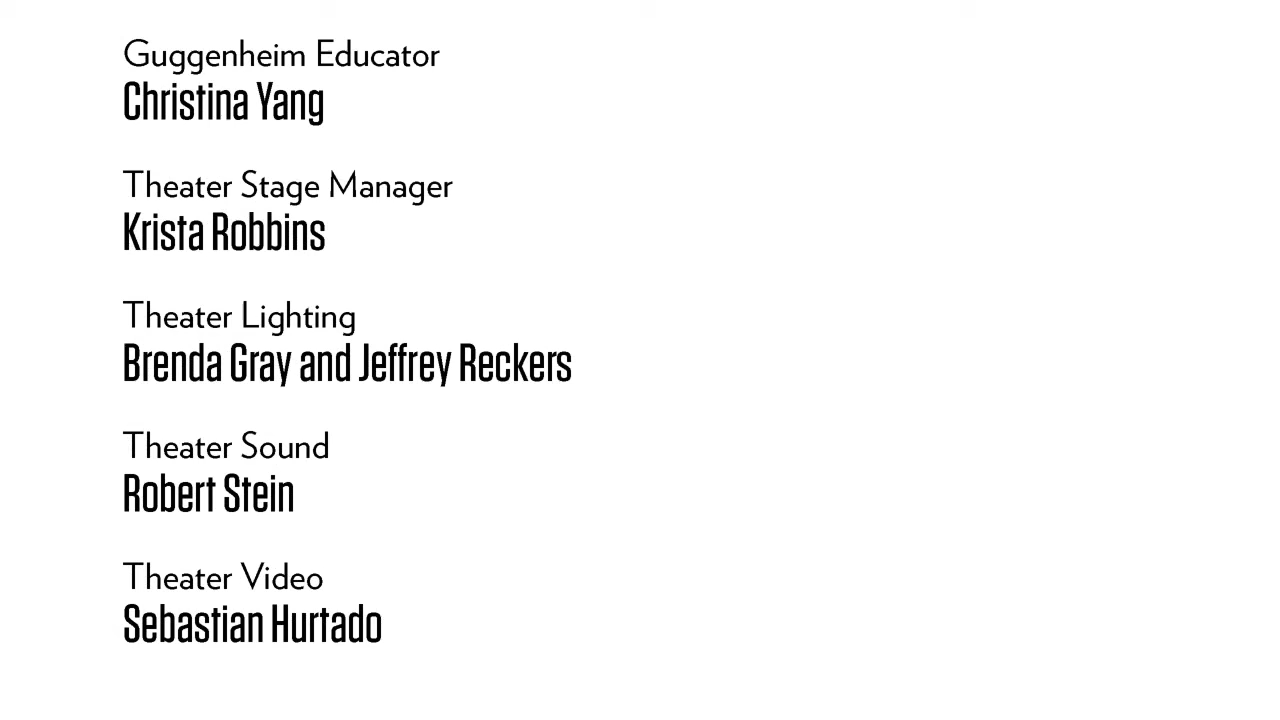 Guggenheim Educator
Christina Yang
Theater Stage Manager
Krista Robbins
Theater Lighting
Brenda Gray and Jeffrey Reckers
Theater Sound
Robert Stein
Theater Video
Sebastian Hurtado